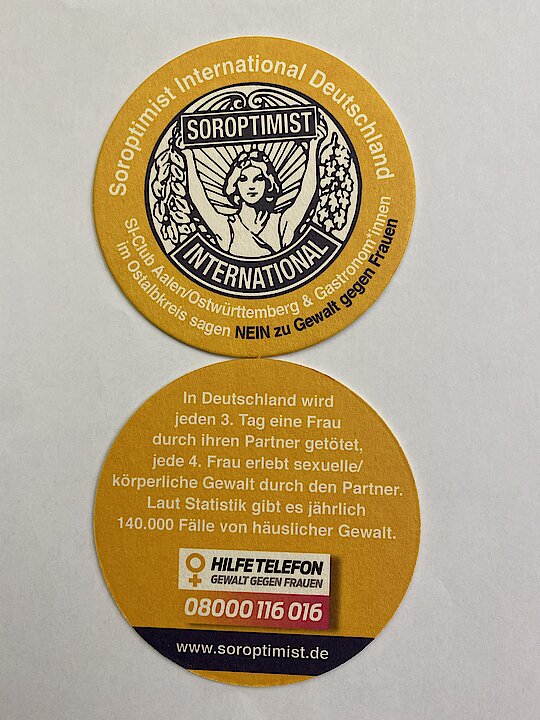 Soroptimist International Deutschland
SOROPTIMIST
INTERNATIONAL
SI-Club Aalen/Ostwürttemberg & Gastronom*innen
im Ostalbkreis sagen NEIN zu Gewalt gegen Frauen
In Deutschland wird
jeden 3. Tag eine Frau
durch ihren Partner getötet,
jede 4. Frau erlebt sexuelle/
körperliche Gewalt durch den Partner.
Laut Statistik gibt es jährlich
140.000 Fälle von häuslicher Gewalt.
HILFETELEFON
GEWALT GEGEN FRAUEN
08000 116 016
www.soroptimist.de